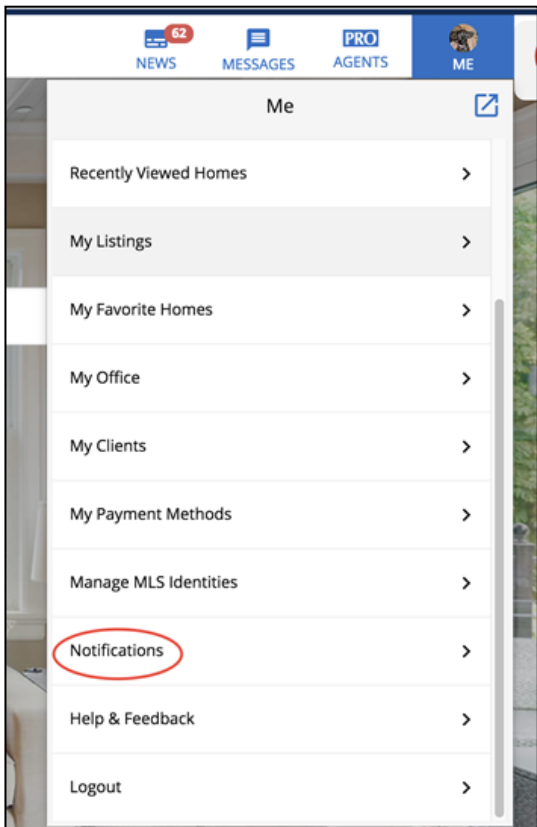 62
NEWS
MESSAGES
PRO
AGENTS
ME
Me
Recently Viewed Homes
My Listings
My Favorite Homes
My Office
My Clients
My Payment Methods
Manage MLS Identities
Notifications
Help & Feedback
Logout